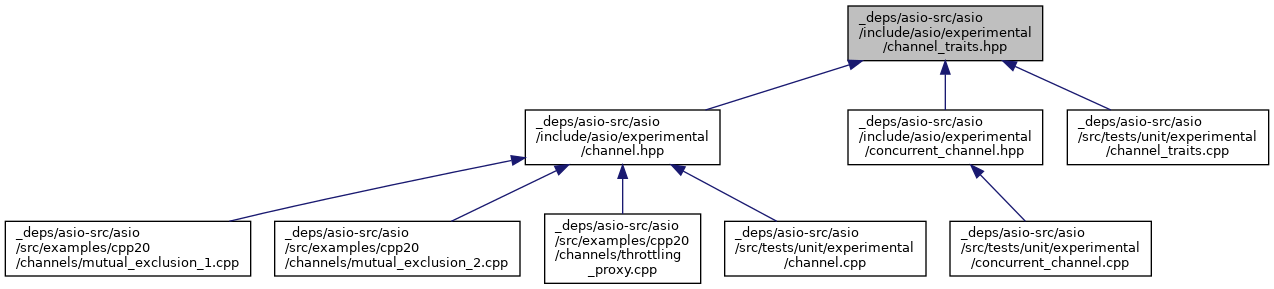 _deps/asio-src/asio
/include/asio/experimental
/channel_traits.hpp
_deps/asio-src/asio
/include/asio/experimental
/channel.hpp
_deps/asio-src/asio
/include/asio/experimental
/concurrent_channel.hpp
_deps/asio-src/asio
/src/tests/unit/experimental
/channel_traits.cpp
_deps/asio-src/asio
/src/examples/cpp20
/channels/mutual_exclusion_1.cpp
_deps/asio-src/asio
/src/examples/cpp20
/channels/mutual_exclusion_2.cpp
_deps/asio-src/asio
/src/examples/cpp20
/channels/throttling
_proxy.cpp
_deps/asio-src/asio
/src/tests/unit/experimental
/channel.cpp
_deps/asio-src/asio
/src/tests/unit/experimental
/concurrent_channel.cpp